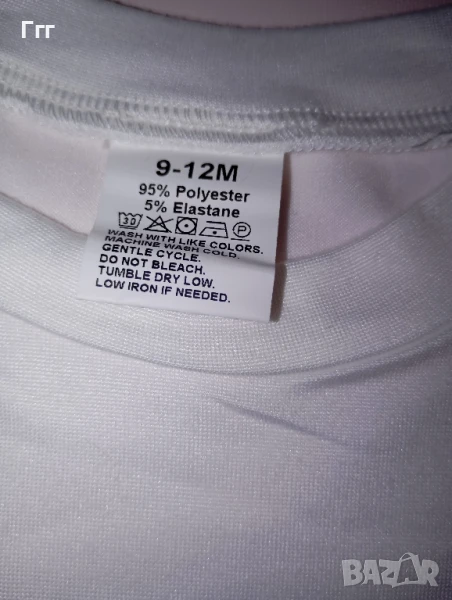 Ггг
9-12M
95% Polyester
5% Elastane
30 P
WASH WITH LIKE COLORS.
MACHINE WASH COLD.
GENTLE CYCLE.
DO NOT BLEACH.
TUMBLE DRY LOW.
LOW IRON IF NEEDED.
BAZAR